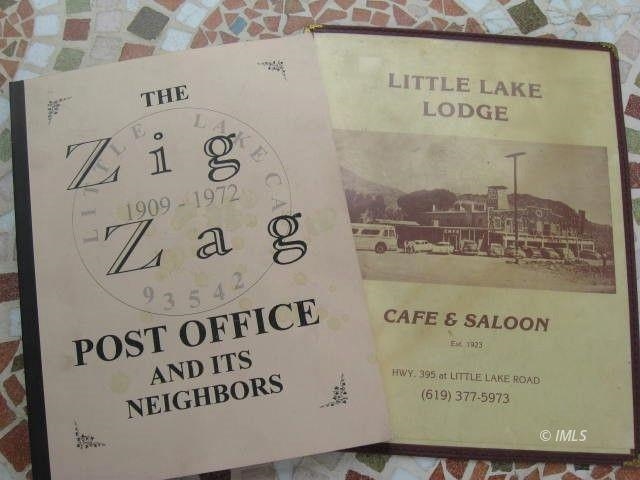 THE
LITTLE LAKE CA
Zig
1909 - 1972
Zag
93542
POST OFFICE
AND ITS
NEIGHBORS
LITTLE LAKE
LODGE
CAFE & SALOON
Est. 1923
HWY. 395 at LITTLE LAKE ROAD
(619) 377-5973
© IMLS